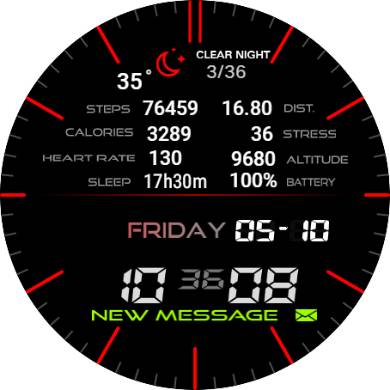 CLEAR NIGHT
35° 3/36
STEPS 76459 16.80 DIST.
CALORIES 3289 36 STRESS
HEART RATE 130 9680 ALTITUDE
SLEEP 17h30m 100% BATTERY
FRIDAY 05-10
10 36 08
NEW MESSAGE